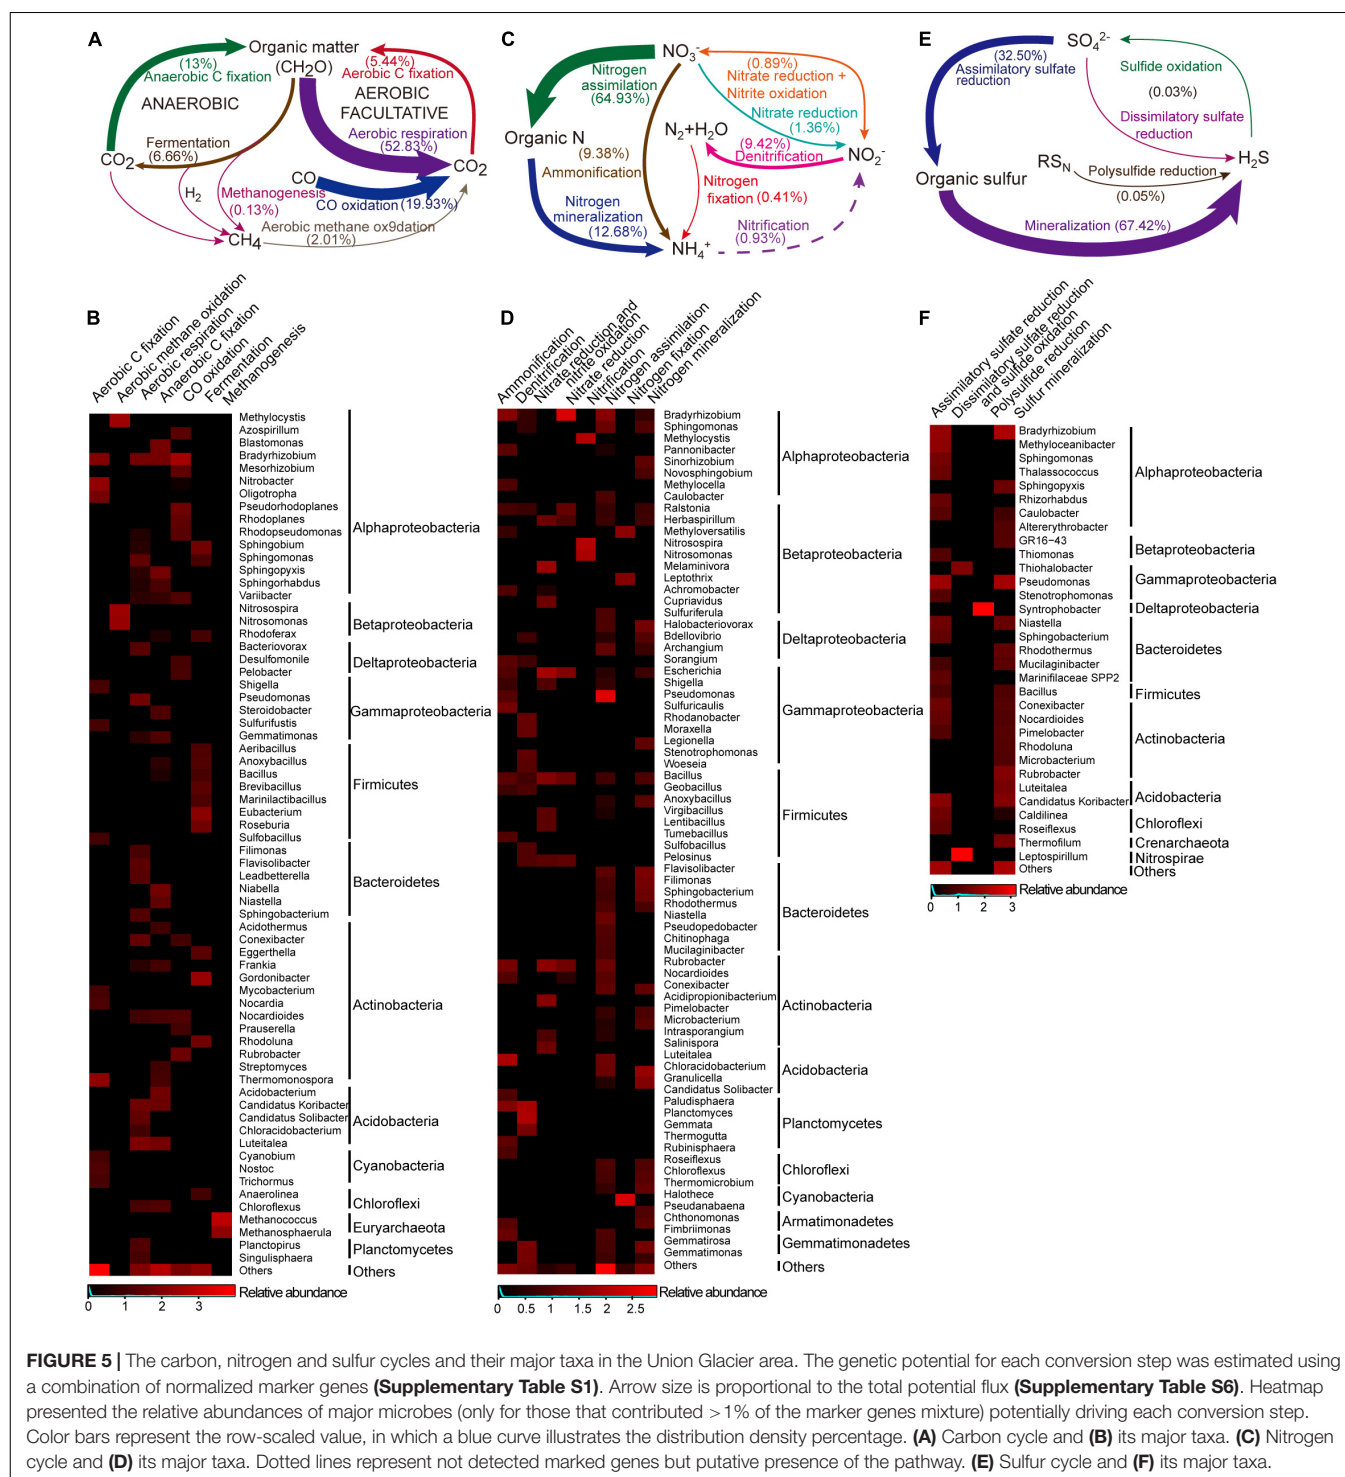 A
Organic matter
(CH₂O)
(13%)
Anaerobic C fixation
(5.44%)
Aerobic C fixation
ANAEROBIC
AEROBIC
FACULTATIVE
Fermentation
(6.66%)
Aerobic respiration
(52.83%)
CO₂
CO₂
CO
H₂
Methanogenesis
(0.13%)
CO oxidation (19.93%)
Aerobic methane ox9dation
(2.01%)
CH₄
C
NO₃⁻
Nitrogen
assimilation
(64.93%)
(0.89%)
Nitrate reduction +
Nitrite oxidation
Nitrate reduction
(1.36%)
N₂+H₂O
Organic N
(9.38%)
Ammonification
(9.42%)
Denitrification
NO₂⁻
Nitrogen
fixation (0.41%)
Nitrogen
mineralization
(12.68%)
Nitrification
(0.93%)
NH₄⁺
E
SO₄²⁻
(32.50%)
Assimilatory sulfate
reduction
Sulfide oxidation
(0.03%)
Dissimilatory sulfate
reduction
RS_N
H₂S
Polysulfide reduction
(0.05%)
Organic sulfur
Mineralization (67.42%)
B
Aerobic C fixation
Aerobic methane oxidation
Aerobic respiration
Anaerobic C fixation
CO oxidation
Fermentation
Methanogenesis
Methylocystis
Azospirillum
Blastomonas
Bradyrhizobium
Mesorhizobium
Nitrobacter
Oligotropha
Pseudorhodoplanes
Rhodoplanes
Rhodopseudomonas
Sphingobium
Sphingomonas
Sphingopyxis
Sphingorhabdus
Variibacter
Nitrosospira
Nitrosomonas
Rhodoferax
Bacteriovorax
Desulfomonile
Pelobacter
Shigella
Pseudomonas
Steroidobacter
Sulfurifustis
Gemmatimonas
Aeribacillus
Anoxybacillus
Bacillus
Brevibacillus
Marinilactibacillus
Eubacterium
Roseburia
Sulfobacillus
Filimonas
Flavisolibacter
Leadbetterella
Niabella
Niastella
Sphingobacterium
Acidothermus
Conexibacter
Eggerthella
Frankia
Gordonibacter
Mycobacterium
Nocardia
Nocardioides
Prauserella
Rhodoluna
Rubrobacter
Streptomyces
Thermomonospora
Acidobacterium
Candidatus Koribacter
Candidatus Solibacter
Chloracidobacterium
Luteitalea
Cyanobium
Nostoc
Trichormus
Anaerolinea
Chloroflexus
Methanococcus
Methanosphaerula
Planctopirus
Singulisphaera
Others
Alphaproteobacteria
Betaproteobacteria
Deltaproteobacteria
Gammaproteobacteria
Firmicutes
Bacteroidetes
Actinobacteria
Acidobacteria
Cyanobacteria
Chloroflexi
Euryarchaeota
Planctomycetes
Others
Relative abundance
0 1 2 3
D
Ammonification
Denitrification
Nitrate reduction and
nitrite oxidation
Nitrate reduction
Nitrification
Nitrogen assimilation
Nitrogen fixation
Nitrogen mineralization
Bradyrhizobium
Sphingomonas
Methylocystis
Pannonibacter
Sinorhizobium
Novosphingobium
Methylocella
Caulobacter
Ralstonia
Herbaspirillum
Methyloversatilis
Nitrosospira
Nitrosomonas
Melaminivora
Leptothrix
Achromobacter
Cupriavidus
Sulfuriferula
Halobacteriovorax
Bdellovibrio
Archangium
Sorangium
Escherichia
Shigella
Pseudomonas
Sulfuricaulis
Rhodanobacter
Moraxella
Legionella
Stenotrophomonas
Woeseia
Bacillus
Geobacillus
Anoxybacillus
Virgibacillus
Lentibacillus
Tumebacillus
Sulfobacillus
Pelosinus
Flavisolibacter
Filimonas
Sphingobacterium
Rhodothermus
Niastella
Pseudopedobacter
Chitinophaga
Mucilaginibacter
Rubrobacter
Nocardioides
Conexibacter
Acidipropionibacterium
Pimelobacter
Microbacterium
Intrasporangium
Salinispora
Luteitalea
Chloracidobacterium
Granulicella
Candidatus Solibacter
Paludisphaera
Planctomyces
Gemmata
Thermogutta
Rubinisphaera
Roseiflexus
Chloroflexus
Thermomicrobium
Halothece
Pseudanabaena
Chthonomonas
Fimbriimonas
Gemmatirosa
Gemmatimonas
Others
Alphaproteobacteria
Betaproteobacteria
Deltaproteobacteria
Gammaproteobacteria
Firmicutes
Bacteroidetes
Actinobacteria
Acidobacteria
Planctomycetes
Chloroflexi
Cyanobacteria
Armatimonadetes
Gemmatimonadetes
Others
Relative abundance
0 0.5 1 1.5 2 2.5
F
Assimilatory sulfate reduction
Dissimilatory sulfate reduction
and sulfide oxidation
Polysulfide reduction
Sulfur mineralization
Bradyrhizobium
Methyloceanibacter
Sphingomonas
Thalassococcus
Sphingopyxis
Rhizorhabdus
Caulobacter
Altererythrobacter
GR16−43
Thiomonas
Thiohalobacter
Pseudomonas
Stenotrophomonas
Syntrophobacter
Niastella
Sphingobacterium
Rhodothermus
Mucilaginibacter
Marinifilaceae SPP2
Bacillus
Conexibacter
Nocardioides
Pimelobacter
Rhodoluna
Microbacterium
Rubrobacter
Luteitalea
Candidatus Koribacter
Caldilinea
Roseiflexus
Thermofilum
Leptospirillum
Others
Alphaproteobacteria
Betaproteobacteria
Gammaproteobacteria
Deltaproteobacteria
Bacteroidetes
Firmicutes
Actinobacteria
Acidobacteria
Chloroflexi
Crenarchaeota
Nitrospirae
Others
Relative abundance
0 1 2 3
FIGURE 5 | The carbon, nitrogen and sulfur cycles and their major taxa in the Union Glacier area. The genetic potential for each conversion step was estimated using
a combination of normalized marker genes (Supplementary Table S1). Arrow size is proportional to the total potential flux (Supplementary Table S6). Heatmap
presented the relative abundances of major microbes (only for those that contributed >1% of the marker genes mixture) potentially driving each conversion step.
Color bars represent the row-scaled value, in which a blue curve illustrates the distribution density percentage. (A) Carbon cycle and (B) its major taxa. (C) Nitrogen
cycle and (D) its major taxa. Dotted lines represent not detected marked genes but putative presence of the pathway. (E) Sulfur cycle and (F) its major taxa.